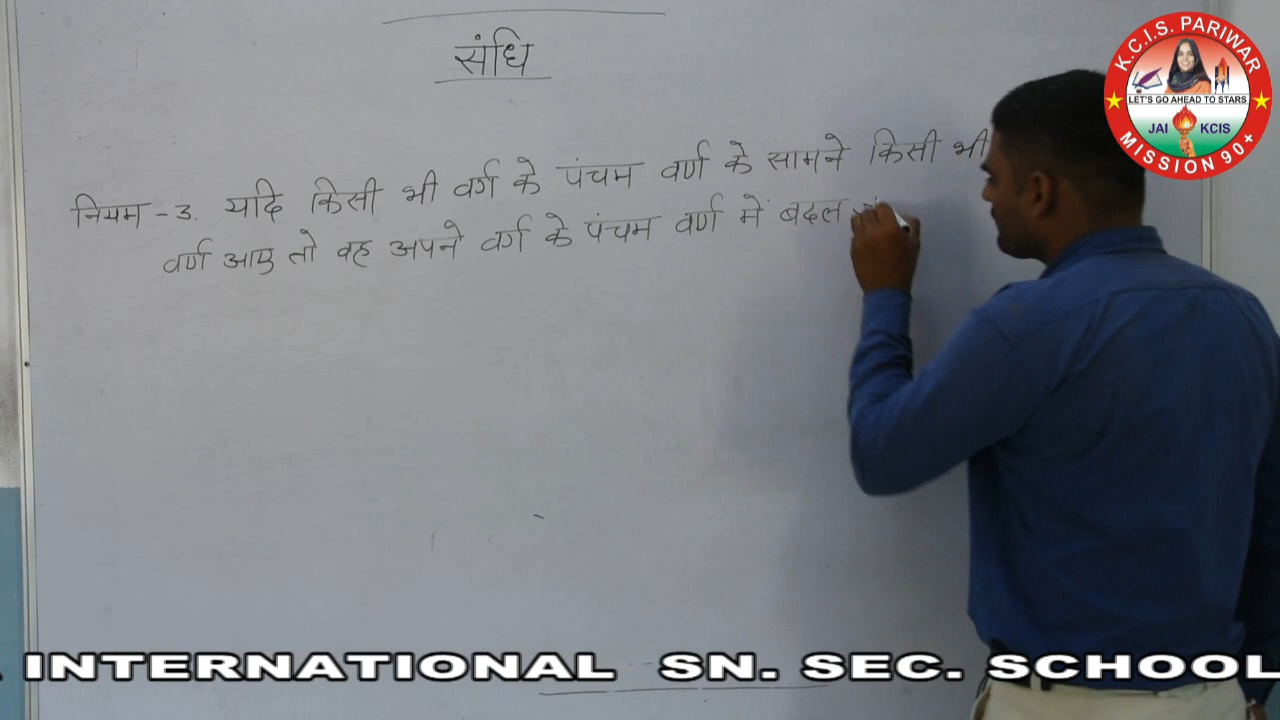 संधि
नियम - 3. यदि किसी भी वर्ग के पंचम वर्ण के सामने किसी भी
वर्ण आए तो वह अपने वर्ग के पंचम वर्ण में बदल
K.C.I.S. PARIWAR
LET'S GO AHEAD TO STARS
JAI KCIS
MISSION 90+
INTERNATIONAL SN. SEC. SCHOOL